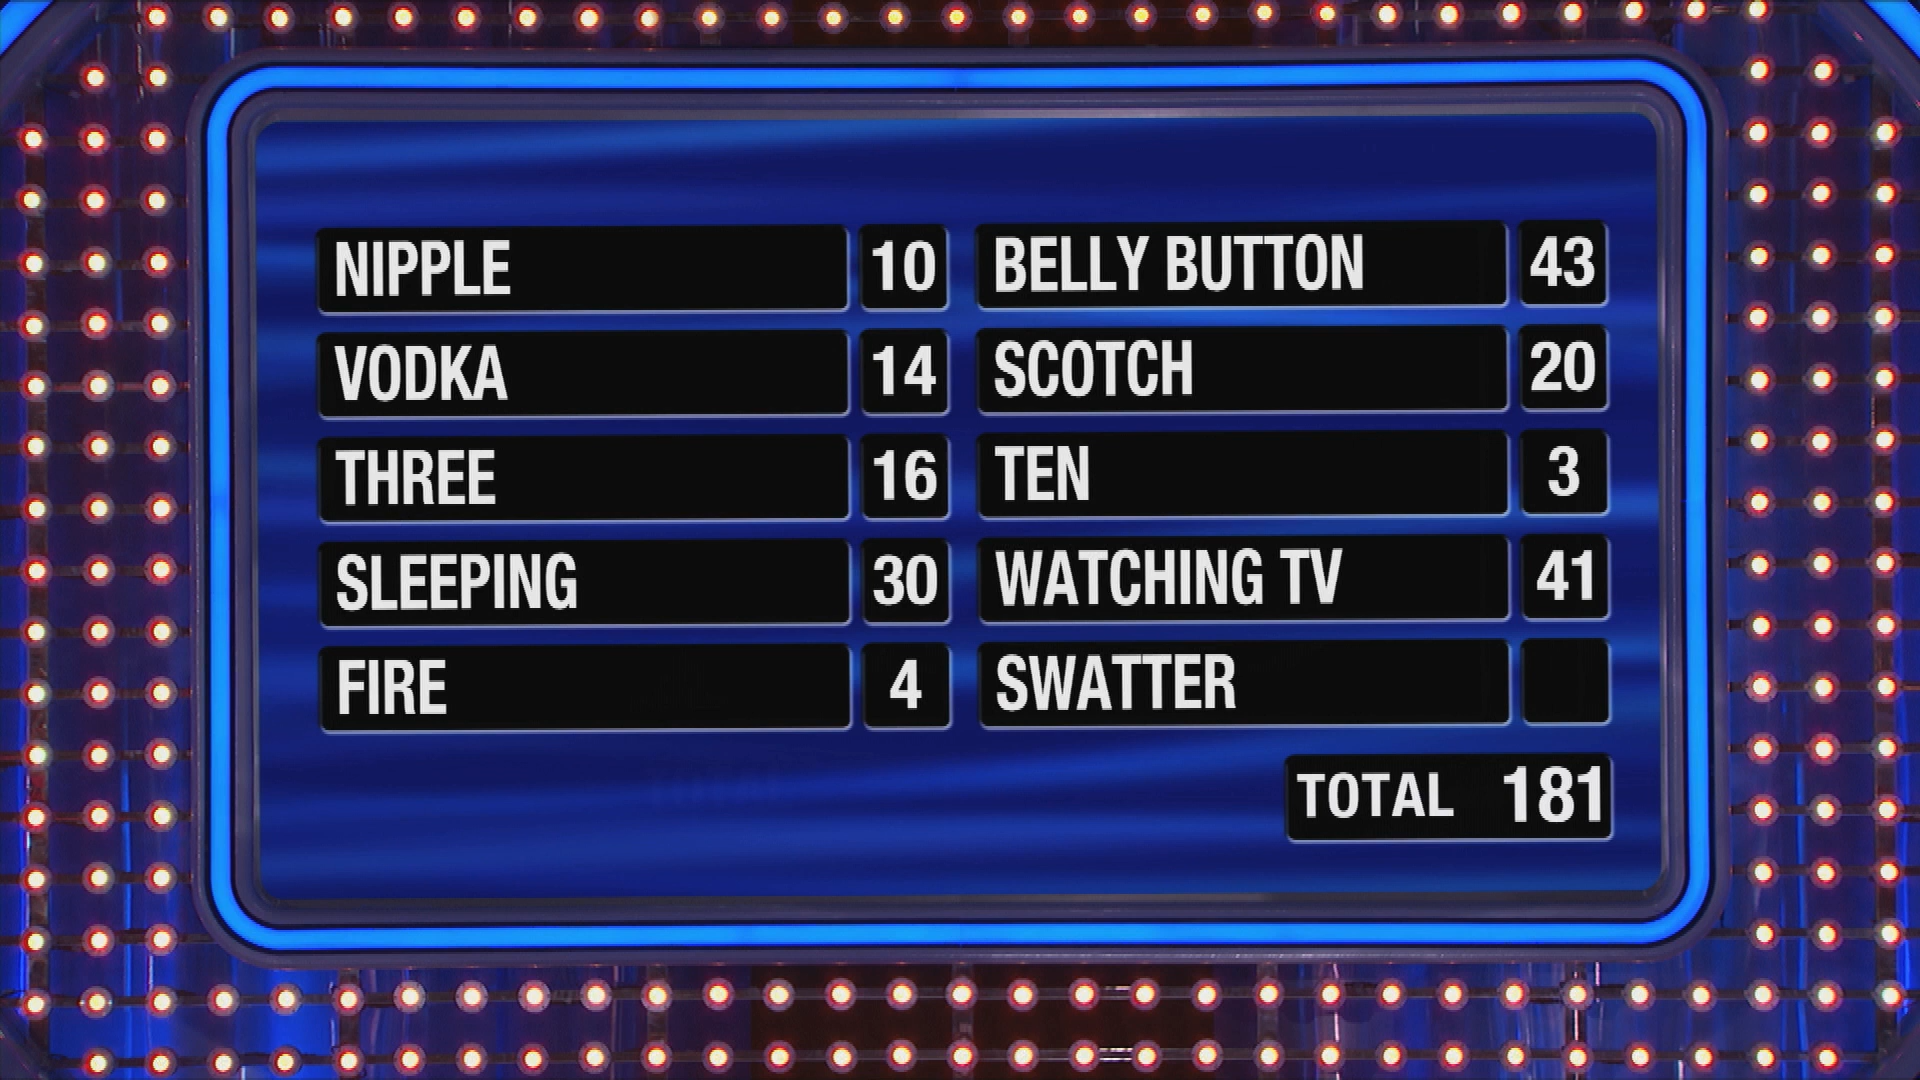 NIPPLE 10 BELLY BUTTON 43
VODKA 14 SCOTCH 20
THREE 16 TEN 3
SLEEPING 30 WATCHING TV 41
FIRE 4 SWATTER
TOTAL 181